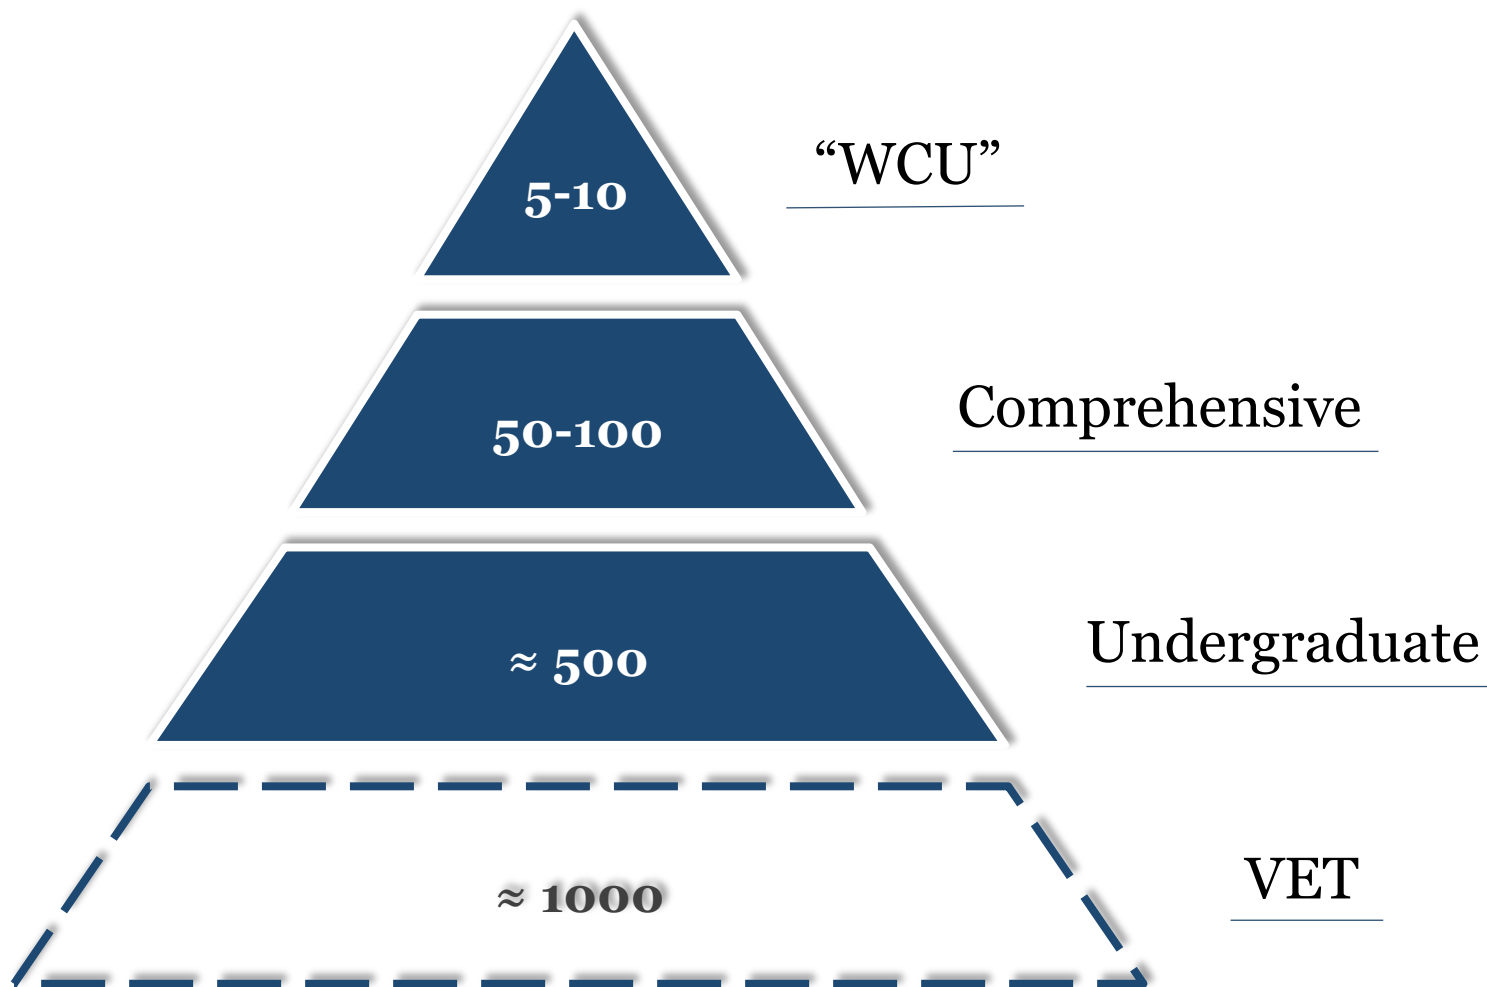 “WCU”
5-10
Comprehensive
50-100
Undergraduate
≈ 500
VET
≈ 1000